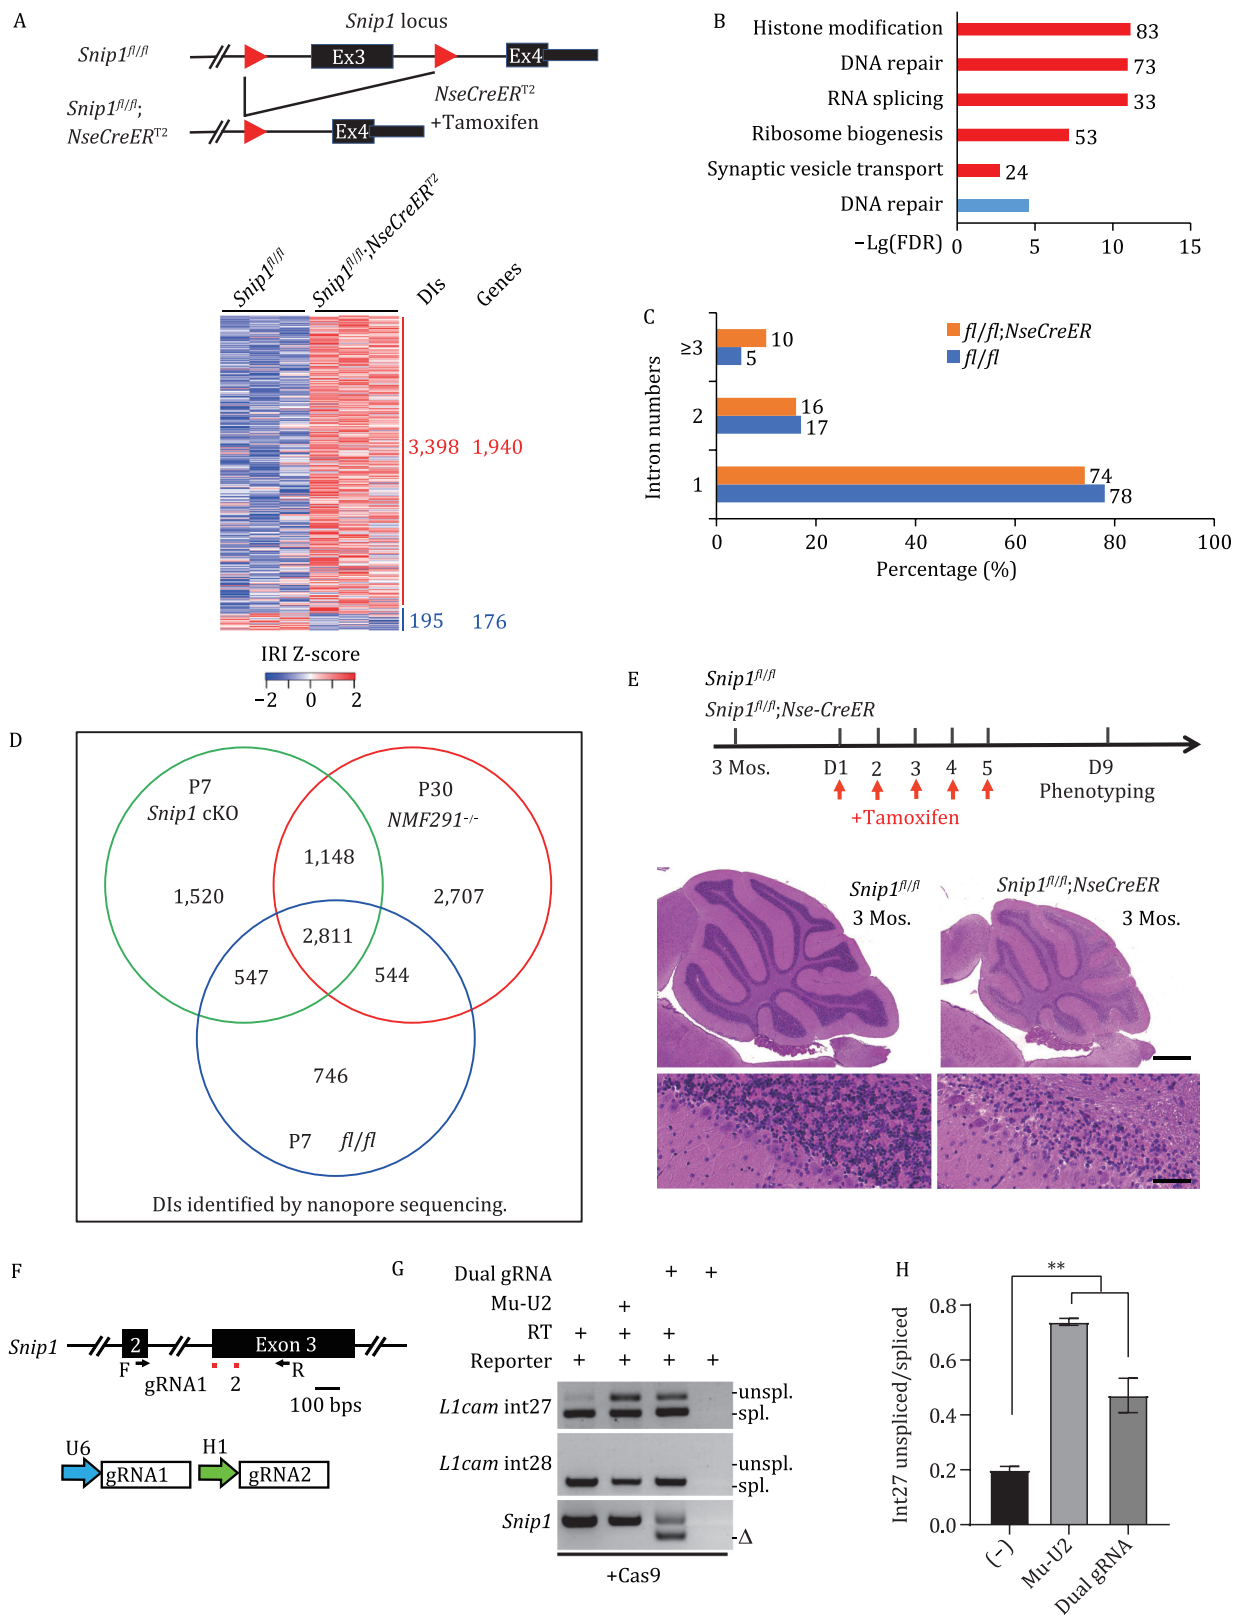 A
Snip1 locus
Snip1fl/fl
Ex3
Ex4
Snip1fl/fl;
NseCreERT2
NseCreERT2
+Tamoxifen
Ex4
Snip1fl/fl
Snip1fl/fl;NseCreERT2
DIs
Genes
3,398 1,940
195 176
IRI Z-score
−2 0 2
B
Histone modification 83
DNA repair 73
RNA splicing 33
Ribosome biogenesis 53
Synaptic vesicle transport 24
DNA repair
−Lg(FDR) 0 5 10 15
C
fl/fl;NseCreER
fl/fl
Intron numbers
≥3 10
5
2 16
17
1 74
78
0 20 40 60 80 100
Percentage (%)
D
P7
Snip1 cKO
P30
NMF291-/-
1,148
1,520
2,707
2,811
547
544
746
P7 fl/fl
DIs identified by nanopore sequencing.
E
Snip1fl/fl
Snip1fl/fl;Nse-CreER
3 Mos. D1 2 3 4 5 D9
+Tamoxifen
Phenotyping
Snip1fl/fl
3 Mos.
Snip1fl/fl;NseCreER
3 Mos.
F
Snip1
2
Exon 3
F
R
gRNA1 2
100 bps
U6
gRNA1
H1
gRNA2
G
Dual gRNA + +
Mu-U2 +
RT + + +
Reporter + + + +
L1cam int27
-unspl.
-spl.
L1cam int28
-unspl.
-spl.
Snip1
-Δ
+Cas9
H
**
Int27 unspliced/spliced
0.8
0.6
0.4
0.2
0.0
(−)
Mu-U2
Dual gRNA